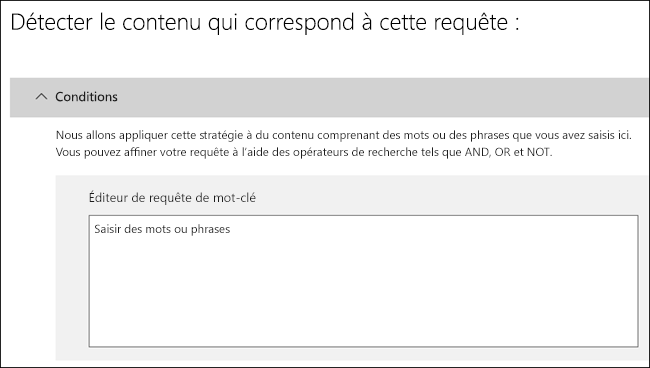 Détecter le contenu qui correspond à cette requête :
Conditions
Nous allons appliquer cette stratégie à du contenu comprenant des mots ou des phrases que vous avez saisis ici.
Vous pouvez affiner votre requête à l'aide des opérateurs de recherche tels que AND, OR et NOT.
Éditeur de requête de mot-clé
Saisir des mots ou phrases